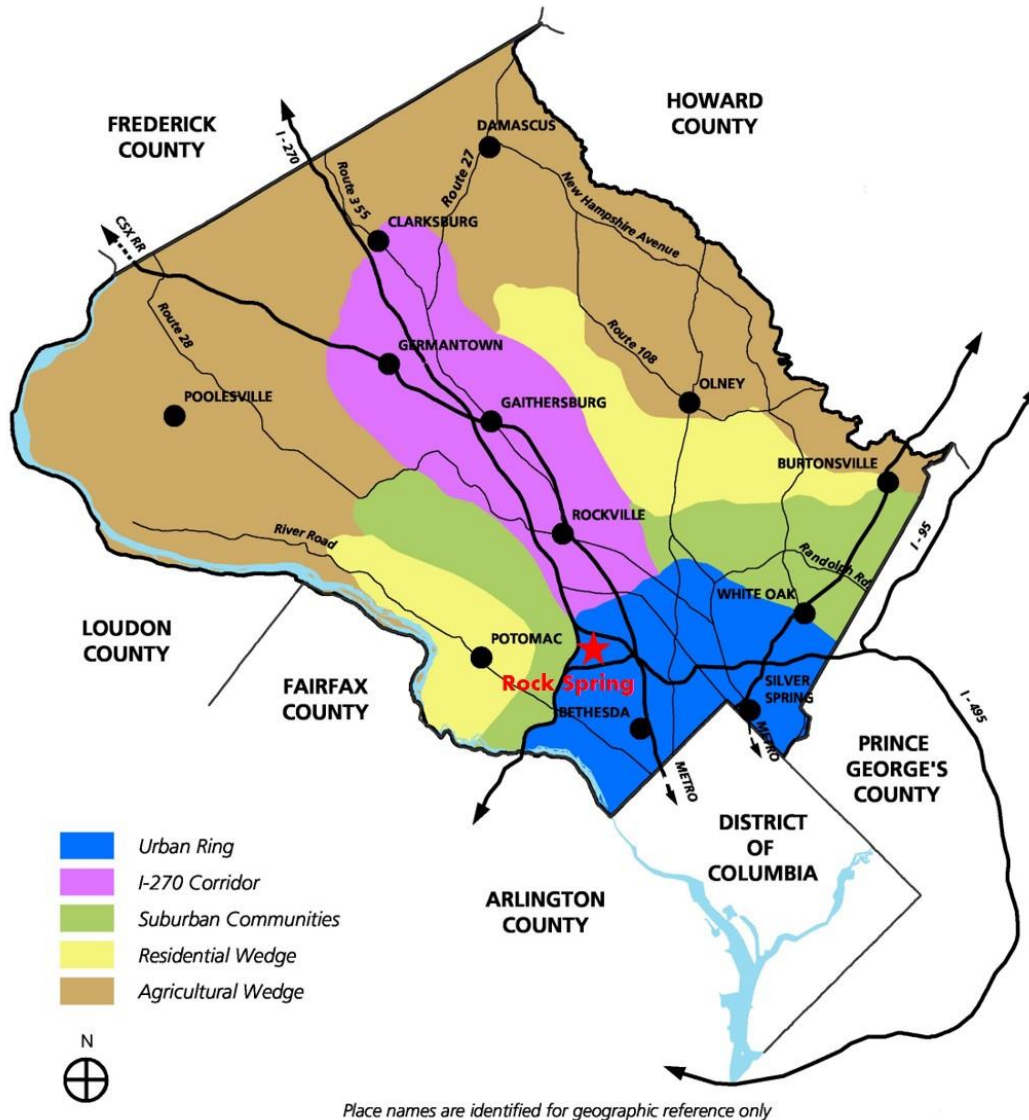 FREDERICK
COUNTY
HOWARD
COUNTY
I - 270
DAMASCUS
Route 355
Route 27
New Hampshire Avenue
CLARKSBURG
CSX RR
Route 28
GERMANTOWN
Route 108
OLNEY
POOLESVILLE
GAITHERSBURG
BURTONSVILLE
ROCKVILLE
I - 95
River Road
Randolph Rd
WHITE OAK
LOUDON
COUNTY
POTOMAC
FAIRFAX
COUNTY
Rock Spring
SILVER
SPRING
BETHESDA
I - 495
METRO
METRO
PRINCE
GEORGE'S
COUNTY
DISTRICT
OF
COLUMBIA
ARLINGTON
COUNTY
Urban Ring
I-270 Corridor
Suburban Communities
Residential Wedge
Agricultural Wedge
N
Place names are identified for geographic reference only